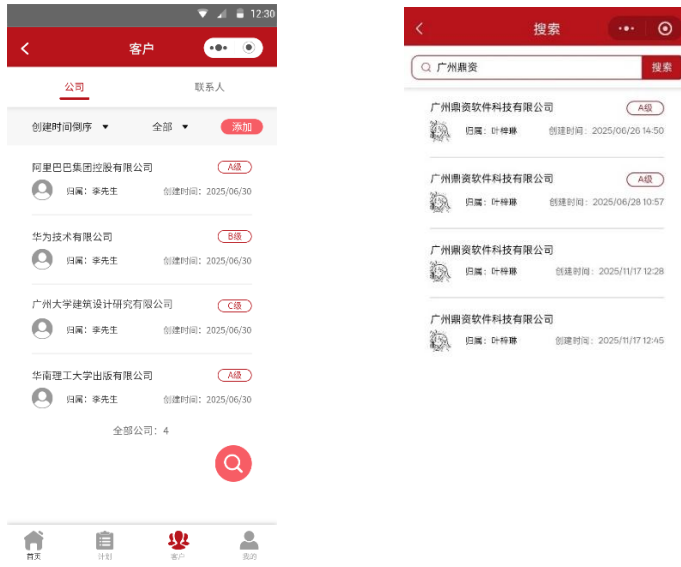 12:30
客户
公司
联系人
创建时间倒序
全部
添加
阿里巴巴集团控股有限公司
A级
归属：李先生
创建时间：2025/06/30
华为技术有限公司
B级
归属：李先生
创建时间：2025/06/30
广州大学建筑设计研究有限公司
C级
归属：李先生
创建时间：2025/06/30
华南理工大学出版有限公司
A级
归属：李先生
创建时间：2025/06/30
全部公司：4
首页
计划
客户
我的
搜索
广州鼎资
搜索
广州鼎资软件科技有限公司
A级
归属：叶梓琳
创建时间：2025/06/26 14:50
广州鼎资软件科技有限公司
A级
归属：叶梓琳
创建时间：2025/06/28 10:57
广州鼎资软件科技有限公司
归属：叶梓琳
创建时间：2025/11/17 12:28
广州鼎资软件科技有限公司
归属：叶梓琳
创建时间：2025/11/17 12:45